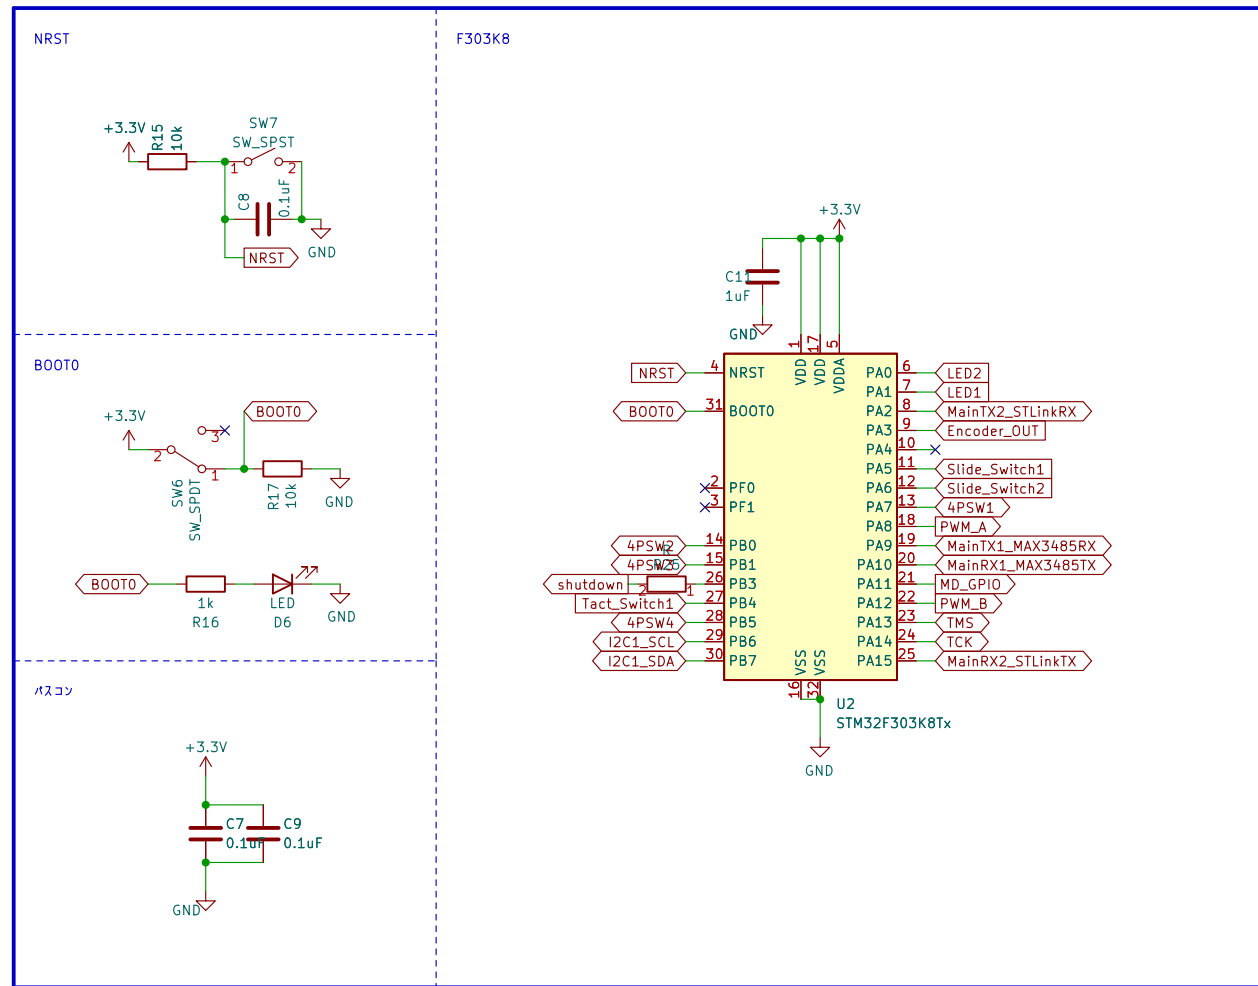 NRST
+3.3V
R15
10k
SW7
SW_SPST
1
2
C8
0.1uF
GND
NRST
BOOT0
+3.3V
BOOT0
3
2
1
SW6
SW_SPDT
R17
10k
GND
BOOT0
1k
R16
LED
D6
GND
パスコン
+3.3V
C7
0.1uF
C9
0.1uF
GND
F303K8
+3.3V
C11
1uF
GND
1
17
5
VDD
VDD
VDDA
NRST
4
NRST
BOOT0
31
BOOT0
2
PF0
3
PF1
4PSW2
14
PB0
4PSW3
15
PB1
R
R25
shutdown
2
1
26
PB3
Tact_Switch1
27
PB4
4PSW4
28
PB5
I2C1_SCL
29
PB6
I2C1_SDA
30
PB7
PA0
6
LED2
PA1
7
LED1
PA2
8
MainTX2_STLinkRX
PA3
9
Encoder_OUT
PA4
10
PA5
11
Slide_Switch1
PA6
12
Slide_Switch2
PA7
13
4PSW1
PA8
18
PWM_A
PA9
19
MainTX1_MAX3485RX
PA10
20
MainRX1_MAX3485TX
PA11
21
MD_GPIO
PA12
22
PWM_B
PA13
23
TMS
PA14
24
TCK
PA15
25
MainRX2_STLinkTX
VSS
VSS
16
32
U2
STM32F303K8Tx
GND